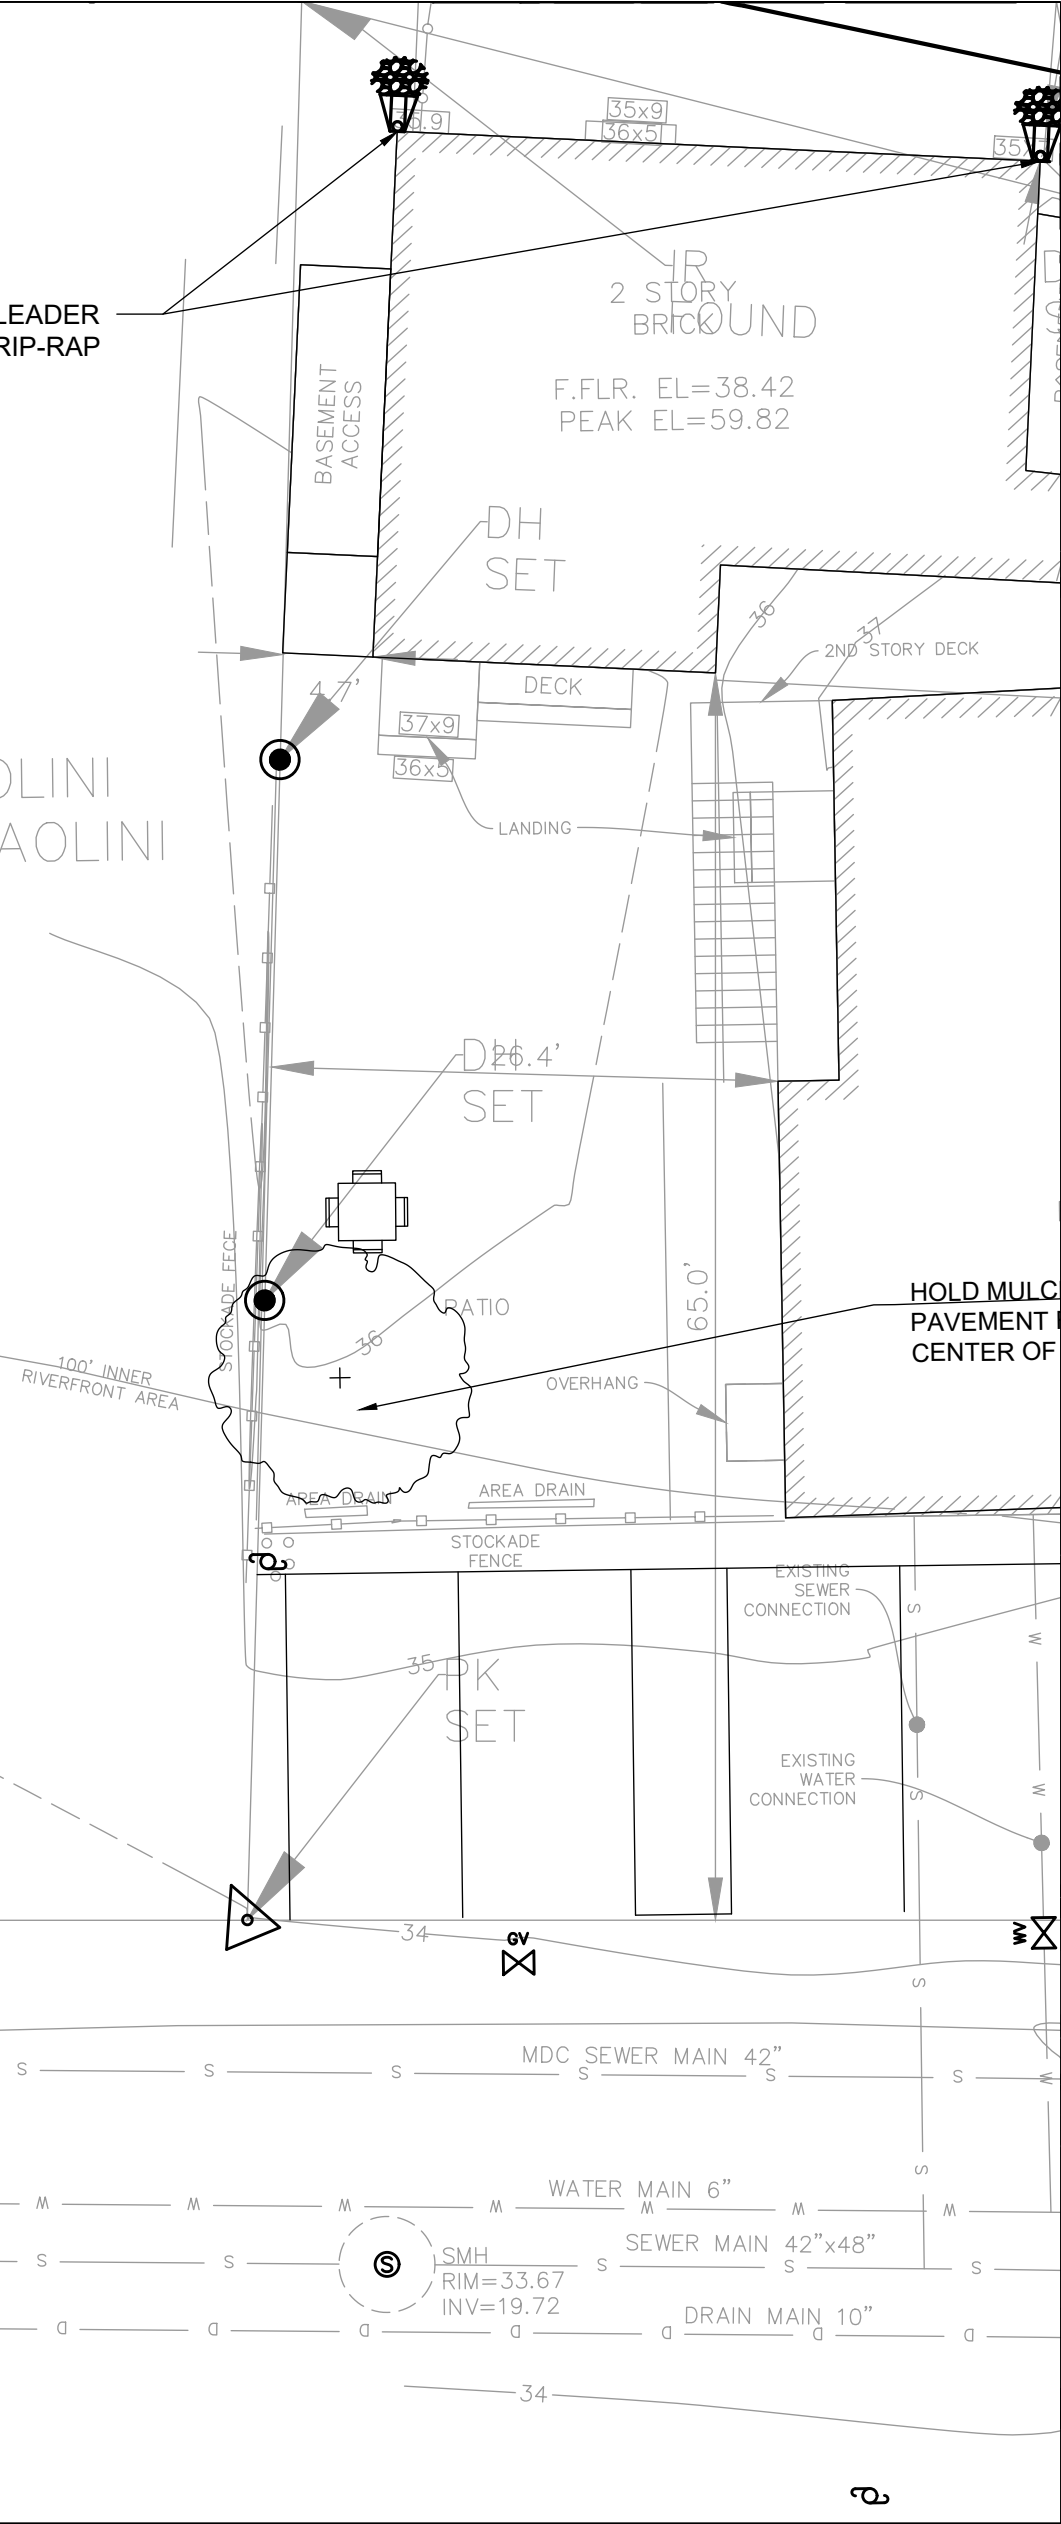 35.9
35x9
36x5
35
LEADER
RIP-RAP
IR
FOUND
2 STORY
BRICK
F.FLR. EL=38.42
PEAK EL=59.82
BASEMENT
ACCESS
DH
SET
36
37
2ND STORY DECK
4.7'
DECK
37x9
36x5
LANDING
OLINI
AOLINI
DH
SET
26.4'
STOCKADE FECE
PATIO
36
65.0'
HOLD MULC
PAVEMENT
CENTER OF
100' INNER
RIVERFRONT AREA
OVERHANG
AREA DRAIN
AREA DRAIN
STOCKADE
FENCE
EXISTING
SEWER
CONNECTION
S
W
35
PK
SET
EXISTING
WATER
CONNECTION
S
W
34
GV
WV
S
MDC SEWER MAIN 42"
S S S S S S
W
S
WATER MAIN 6"
W W W W W W W
SEWER MAIN 42"x48"
S S S S S S
SMH
RIM=33.67
INV=19.72
DRAIN MAIN 10"
D D D D D D D
34